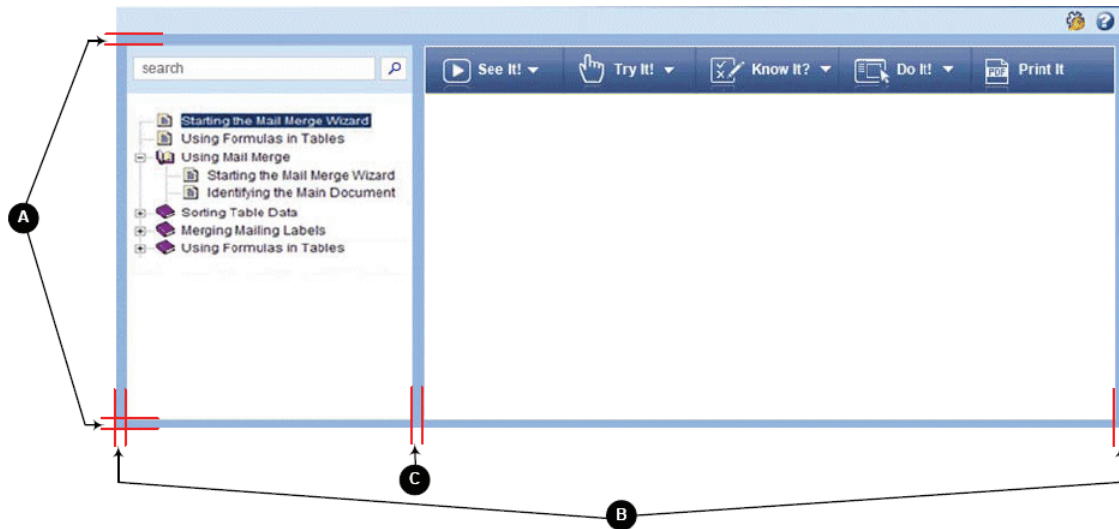 search
See It!
Try It!
Know It?
Do It!
PDF
Print It
Starting the Mail Merge Wizard
Using Formulas in Tables
Using Mail Merge
Starting the Mail Merge Wizard
Identifying the Main Document
Sorting Table Data
Merging Mailing Labels
Using Formulas in Tables
A
C
B